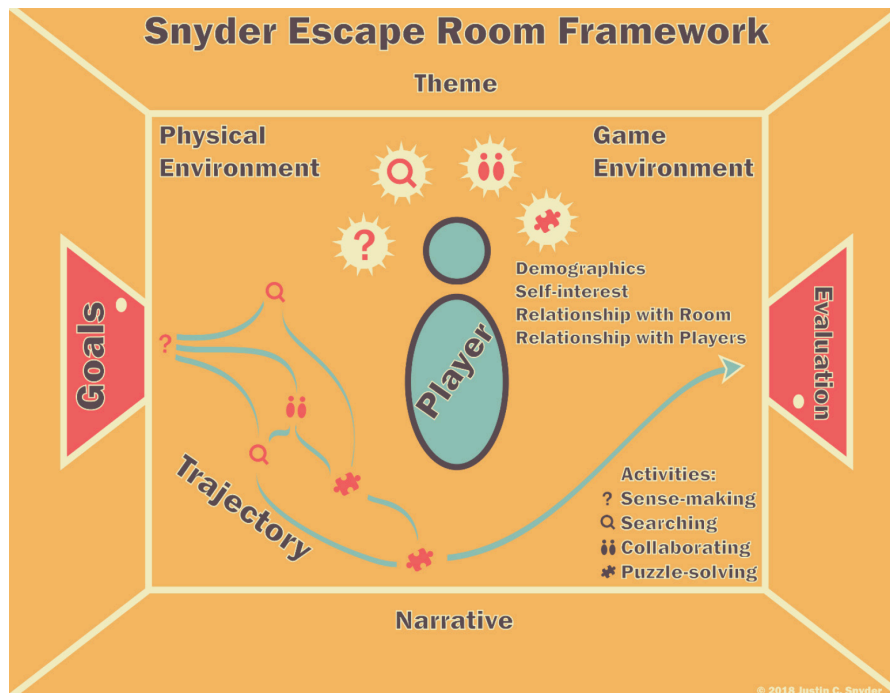 Snyder Escape Room Framework
Theme
Physical
Environment
Game
Environment
?
Demographics
Self-interest
Relationship with Room
Relationship with Players
Goals
?
Player
Evaluation
Trajectory
Activities:
? Sense-making
Searching
Collaborating
Puzzle-solving
Narrative
© 2018 Justin C. Snyder